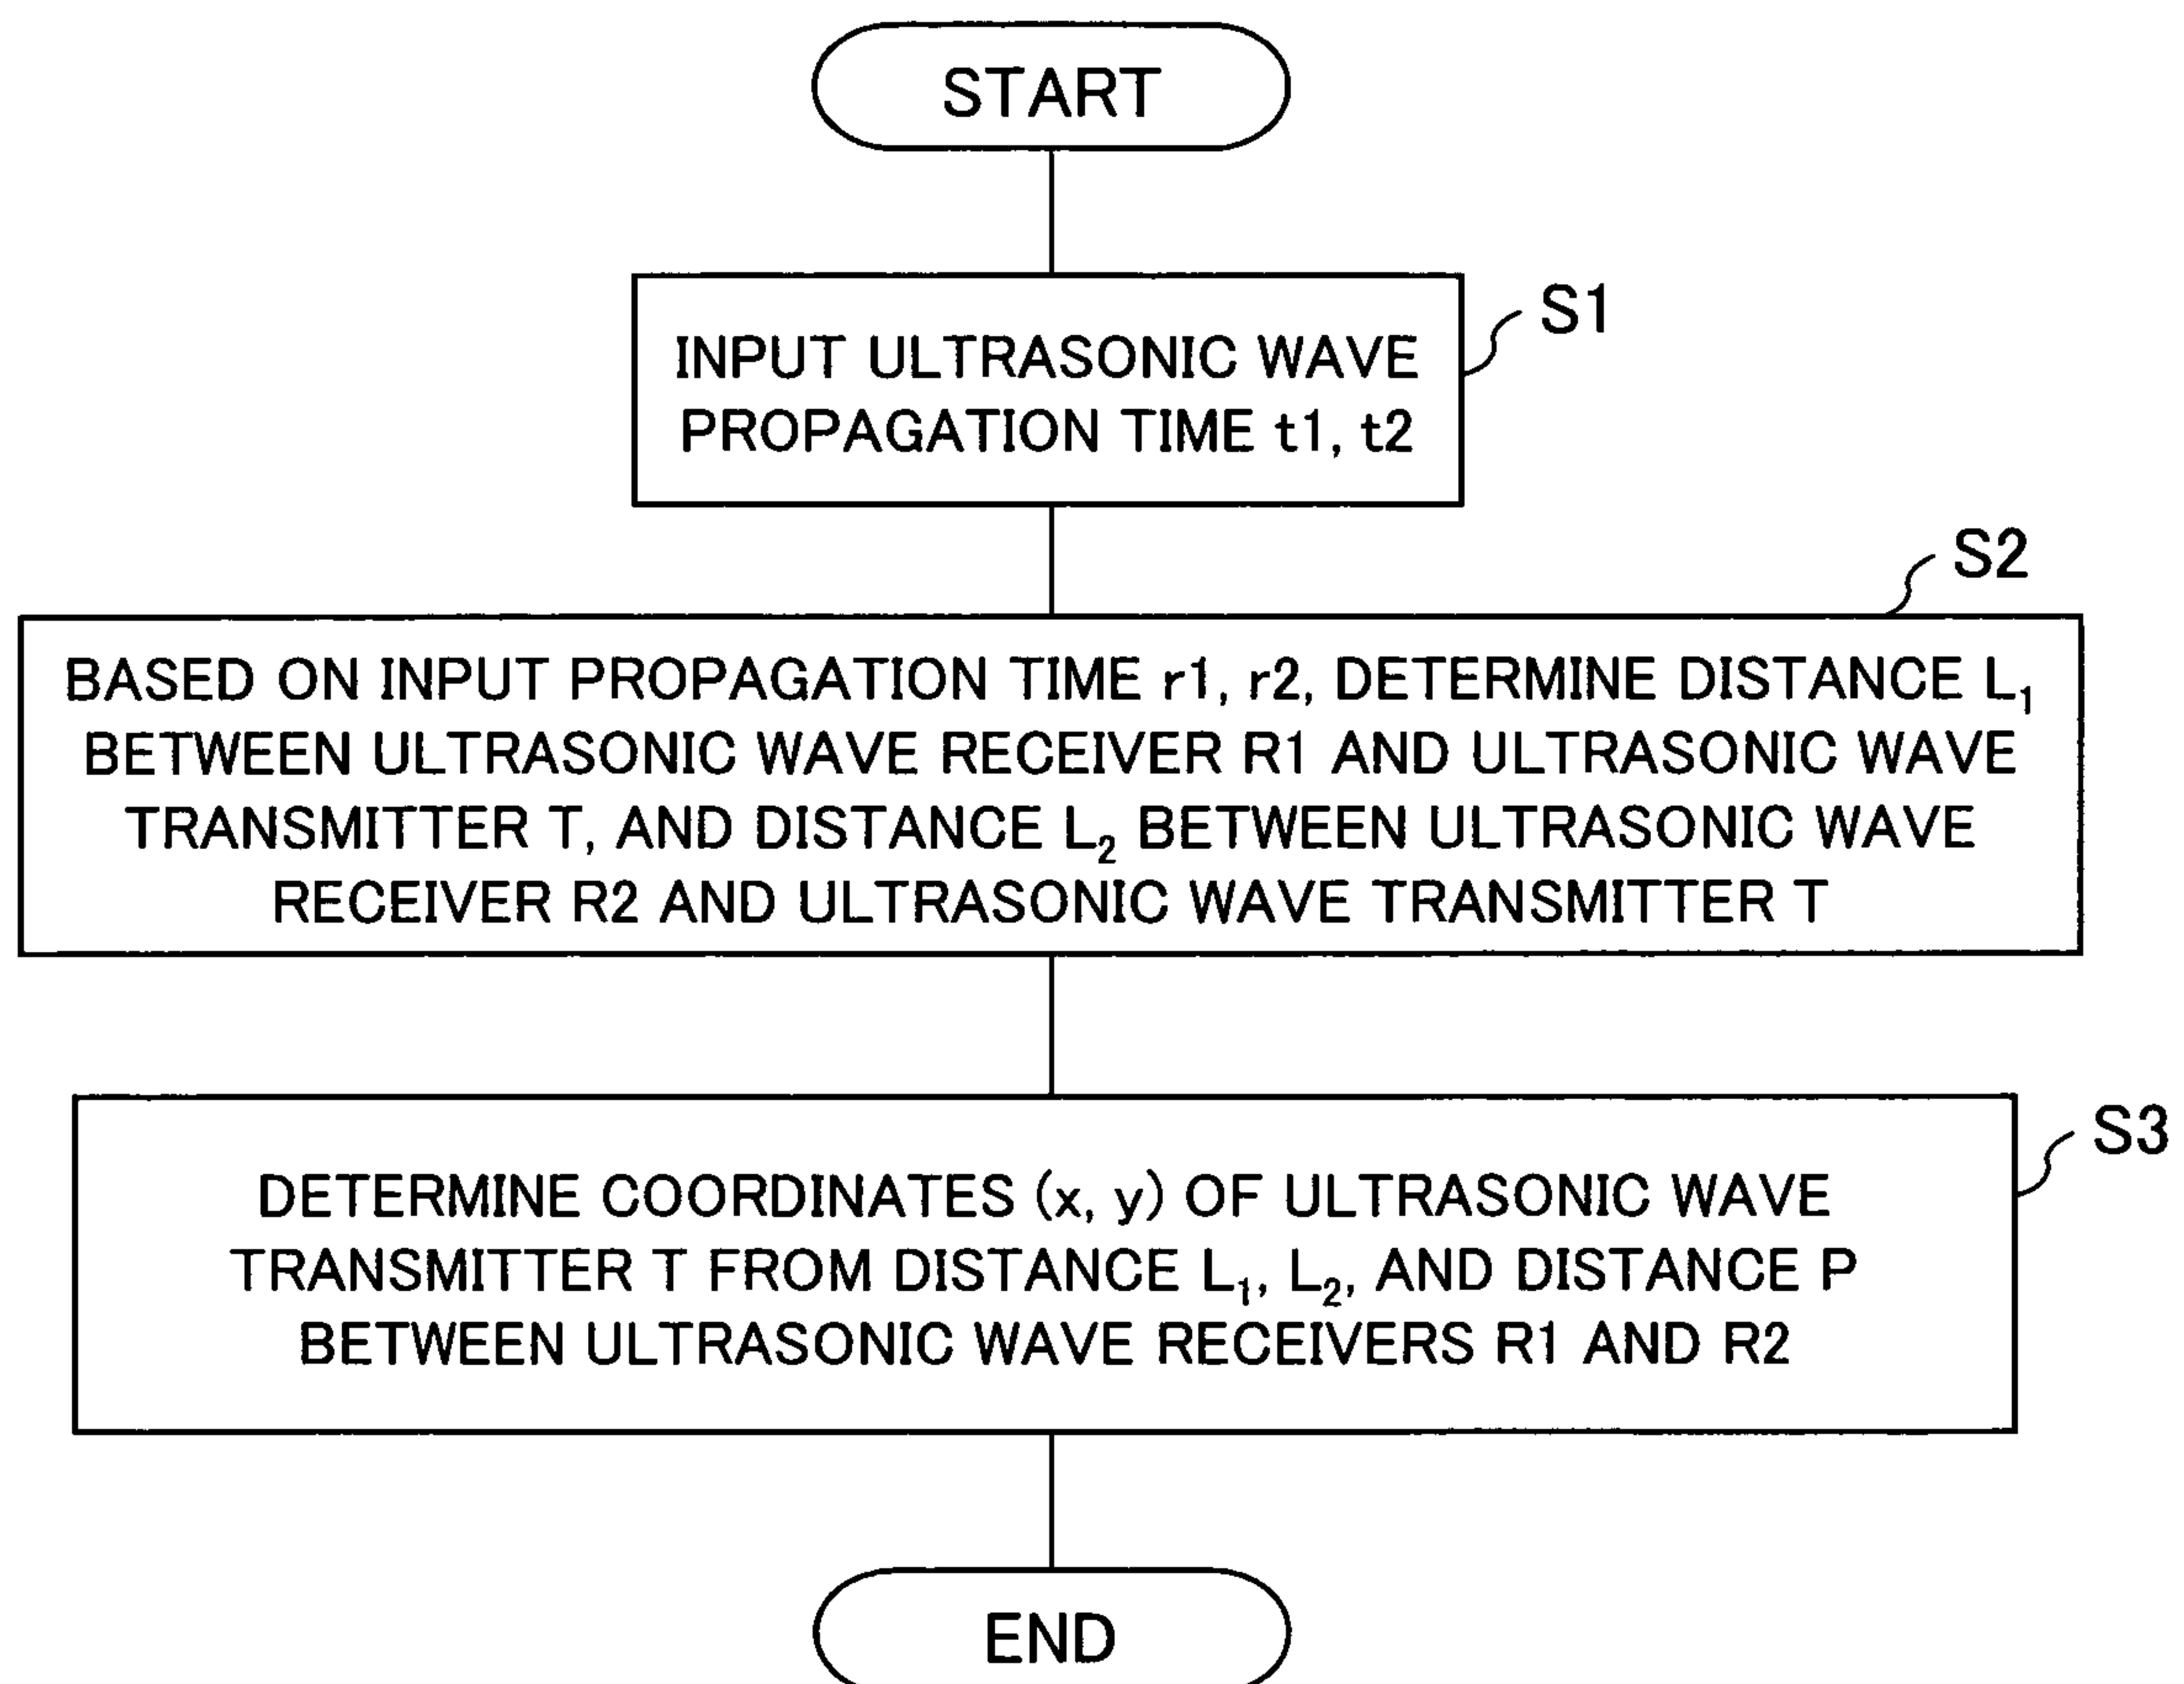 START
S1
INPUT ULTRASONIC WAVE
PROPAGATION TIME t1, t2
S2
BASED ON INPUT PROPAGATION TIME r1, r2, DETERMINE DISTANCE L₁
BETWEEN ULTRASONIC WAVE RECEIVER R1 AND ULTRASONIC WAVE
TRANSMITTER T, AND DISTANCE L₂ BETWEEN ULTRASONIC WAVE
RECEIVER R2 AND ULTRASONIC WAVE TRANSMITTER T
S3
DETERMINE COORDINATES (x, y) OF ULTRASONIC WAVE
TRANSMITTER T FROM DISTANCE L₁, L₂, AND DISTANCE P
BETWEEN ULTRASONIC WAVE RECEIVERS R1 AND R2
END